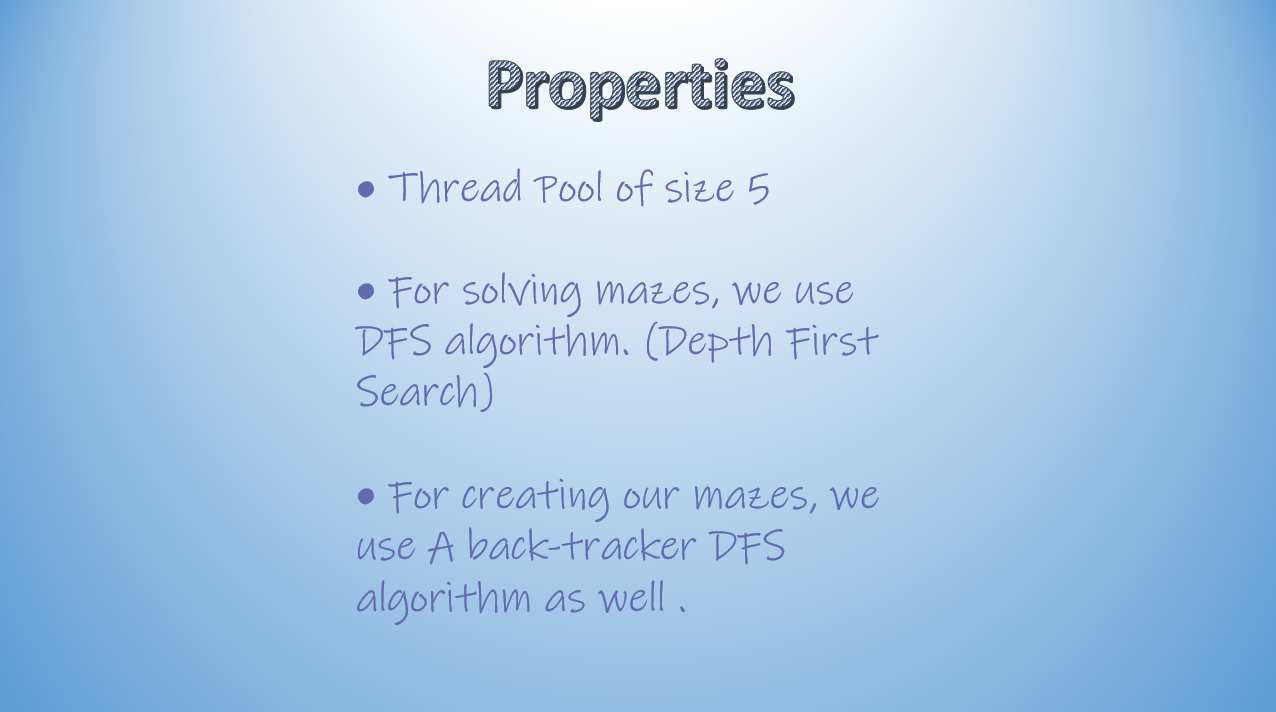 Properties
• Thread Pool of size 5
• For solving mazes, we use
DFS algorithm. (Depth First
Search)
• For creating our mazes, we
use A back-tracker DFS
algorithm as well .